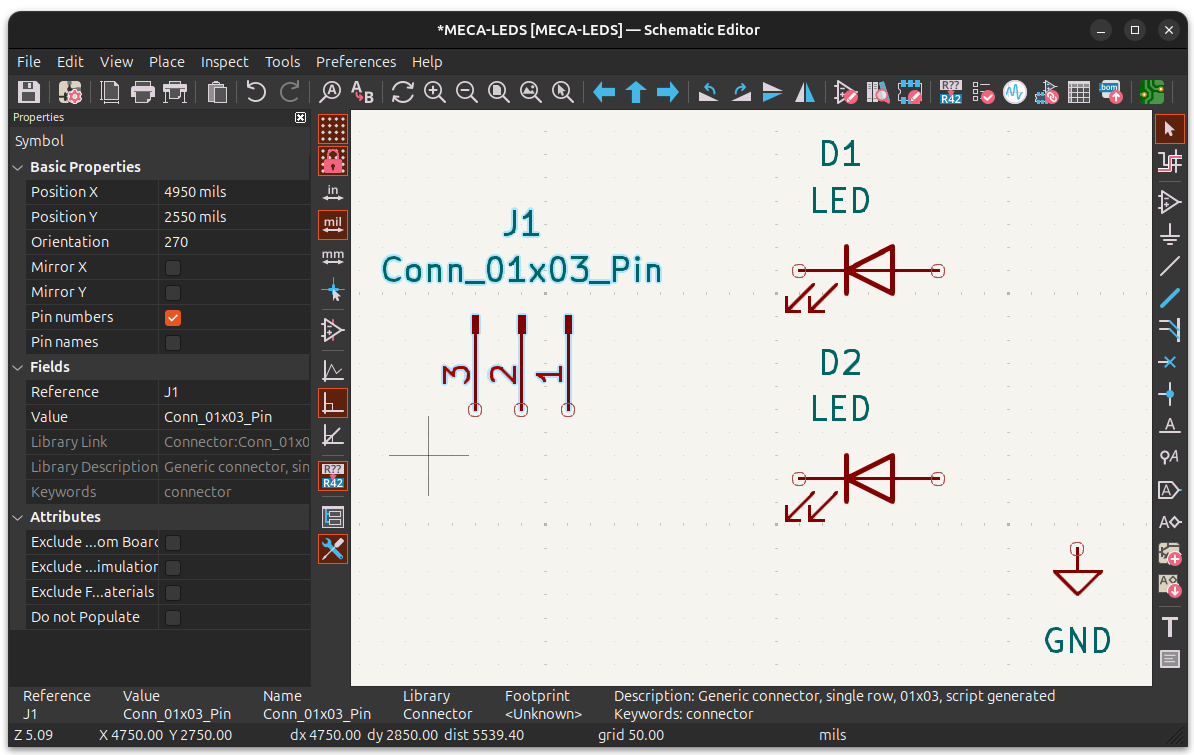 *MECA-LEDS [MECA-LEDS] — Schematic Editor
File Edit View Place Inspect Tools Preferences Help
A
A B
R??
R42
bom
Properties
Symbol
Basic Properties
Position X 4950 mils
Position Y 2550 mils
Orientation 270
Mirror X
Mirror Y
Pin numbers
Pin names
Fields
Reference J1
Value Conn_01x03_Pin
Library Link Connector:Conn_01x0
Library Description Generic connector, sin
Keywords connector
Attributes
Exclude ...om Board
Exclude ...imulation
Exclude F...aterials
Do not Populate
in
mil
mm
R??
R42
J1
Conn_01x03_Pin
3 2 1
D1
LED
D2
LED
GND
A
A
A
A
A
T
Reference Value Name Library Footprint Description: Generic connector, single row, 01x03, script generated
J1 Conn_01x03_Pin Conn_01x03_Pin Connector <Unknown> Keywords: connector
Z 5.09 X 4750.00 Y 2750.00 dx 4750.00 dy 2850.00 dist 5539.40 grid 50.00 mils